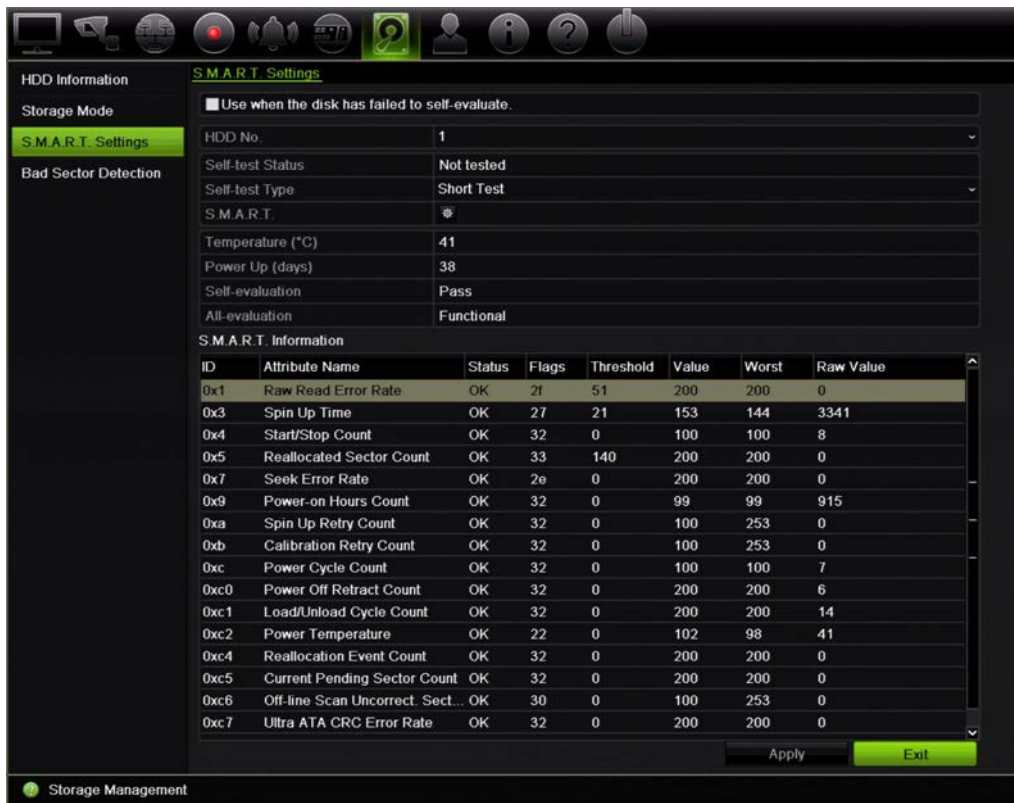 HDD Information
Storage Mode
S.M.A.R.T. Settings
Bad Sector Detection
S.M.A.R.T. Settings
Use when the disk has failed to self-evaluate.
HDD No. 1
Self-test Status Not tested
Self-test Type Short Test
S.M.A.R.T.
Temperature (°C) 41
Power Up (days) 38
Self-evaluation Pass
All-evaluation Functional
S.M.A.R.T. Information
ID Attribute Name Status Flags Threshold Value Worst Raw Value
0x1 Raw Read Error Rate OK 2f 51 200 200 0
0x3 Spin Up Time OK 27 21 153 144 3341
0x4 Start/Stop Count OK 32 0 100 100 8
0x5 Reallocated Sector Count OK 33 140 200 200 0
0x7 Seek Error Rate OK 2e 0 200 200 0
0x9 Power-on Hours Count OK 32 0 99 99 915
0xa Spin Up Retry Count OK 32 0 100 253 0
0xb Calibration Retry Count OK 32 0 100 253 0
0xc Power Cycle Count OK 32 0 100 100 7
0xc0 Power Off Retract Count OK 32 0 200 200 6
0xc1 Load/Unload Cycle Count OK 32 0 200 200 14
0xc2 Power Temperature OK 22 0 102 98 41
0xc4 Reallocation Event Count OK 32 0 200 200 0
0xc5 Current Pending Sector Count OK 32 0 200 200 0
0xc6 Off-line Scan Uncorrect. Sect... OK 30 0 100 253 0
0xc7 Ultra ATA CRC Error Rate OK 32 0 200 200 0
Apply Exit
Storage Management